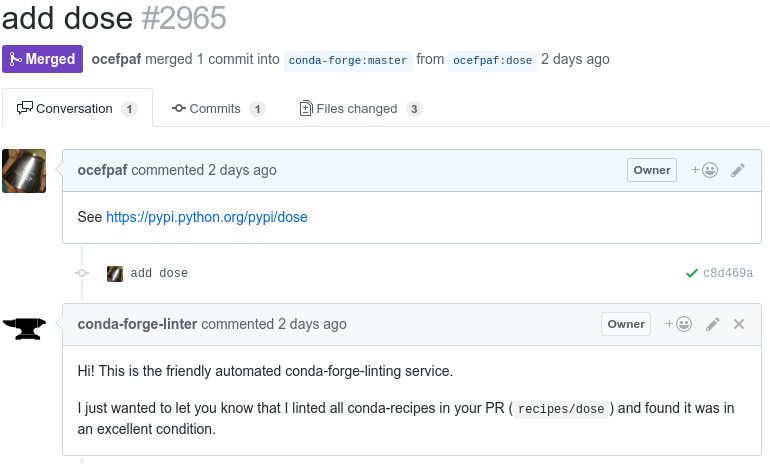 add dose #2965
Merged ocefpaf merged 1 commit into conda-forge:master from ocefpaf:dose 2 days ago
Conversation 1 Commits 1 Files changed 3
ocefpaf commented 2 days ago Owner +
See https://pypi.python.org/pypi/dose
add dose c8d469a
conda-forge-linter commented 2 days ago Owner +
Hi! This is the friendly automated conda-forge-linting service.
I just wanted to let you know that I linted all conda-recipes in your PR ( recipes/dose ) and found it was in
an excellent condition.